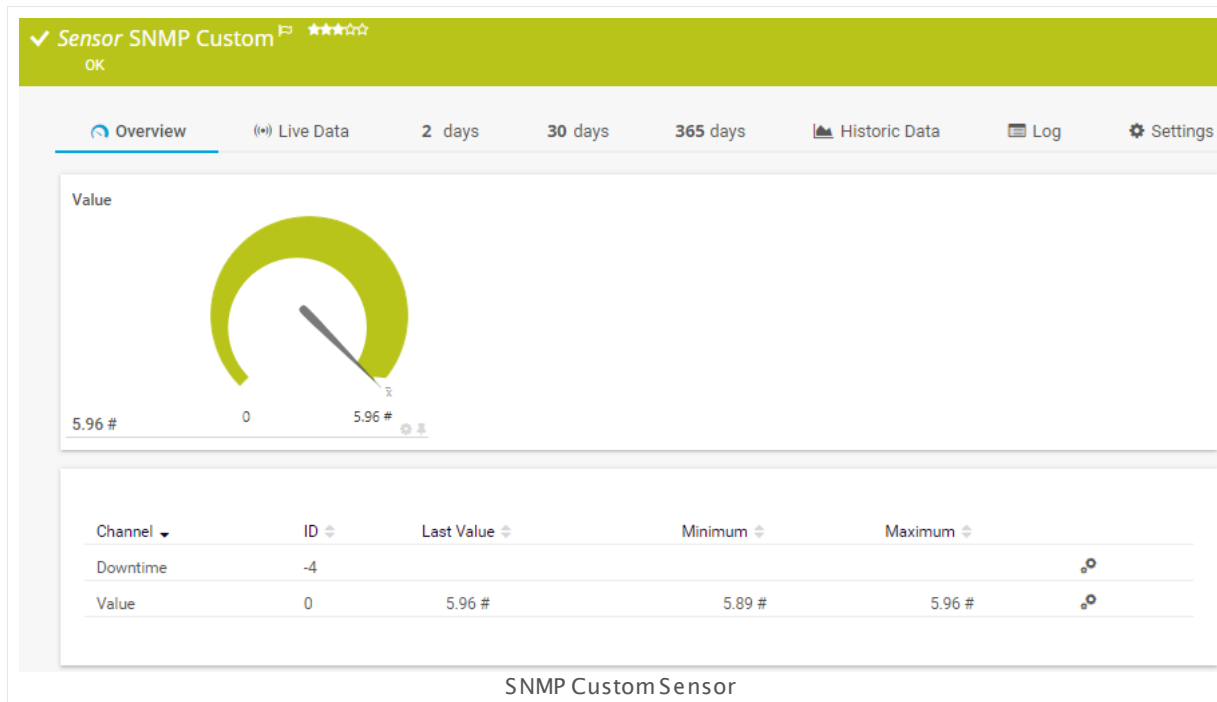 Sensor SNMP Custom
OK
Overview Live Data 2 days 30 days 365 days Historic Data Log Settings
Value
x̄
0 5.96 #
5.96 #
Channel ID Last Value Minimum Maximum
Downtime -4
Value 0 5.96 # 5.89 # 5.96 #
SNMP Custom Sensor